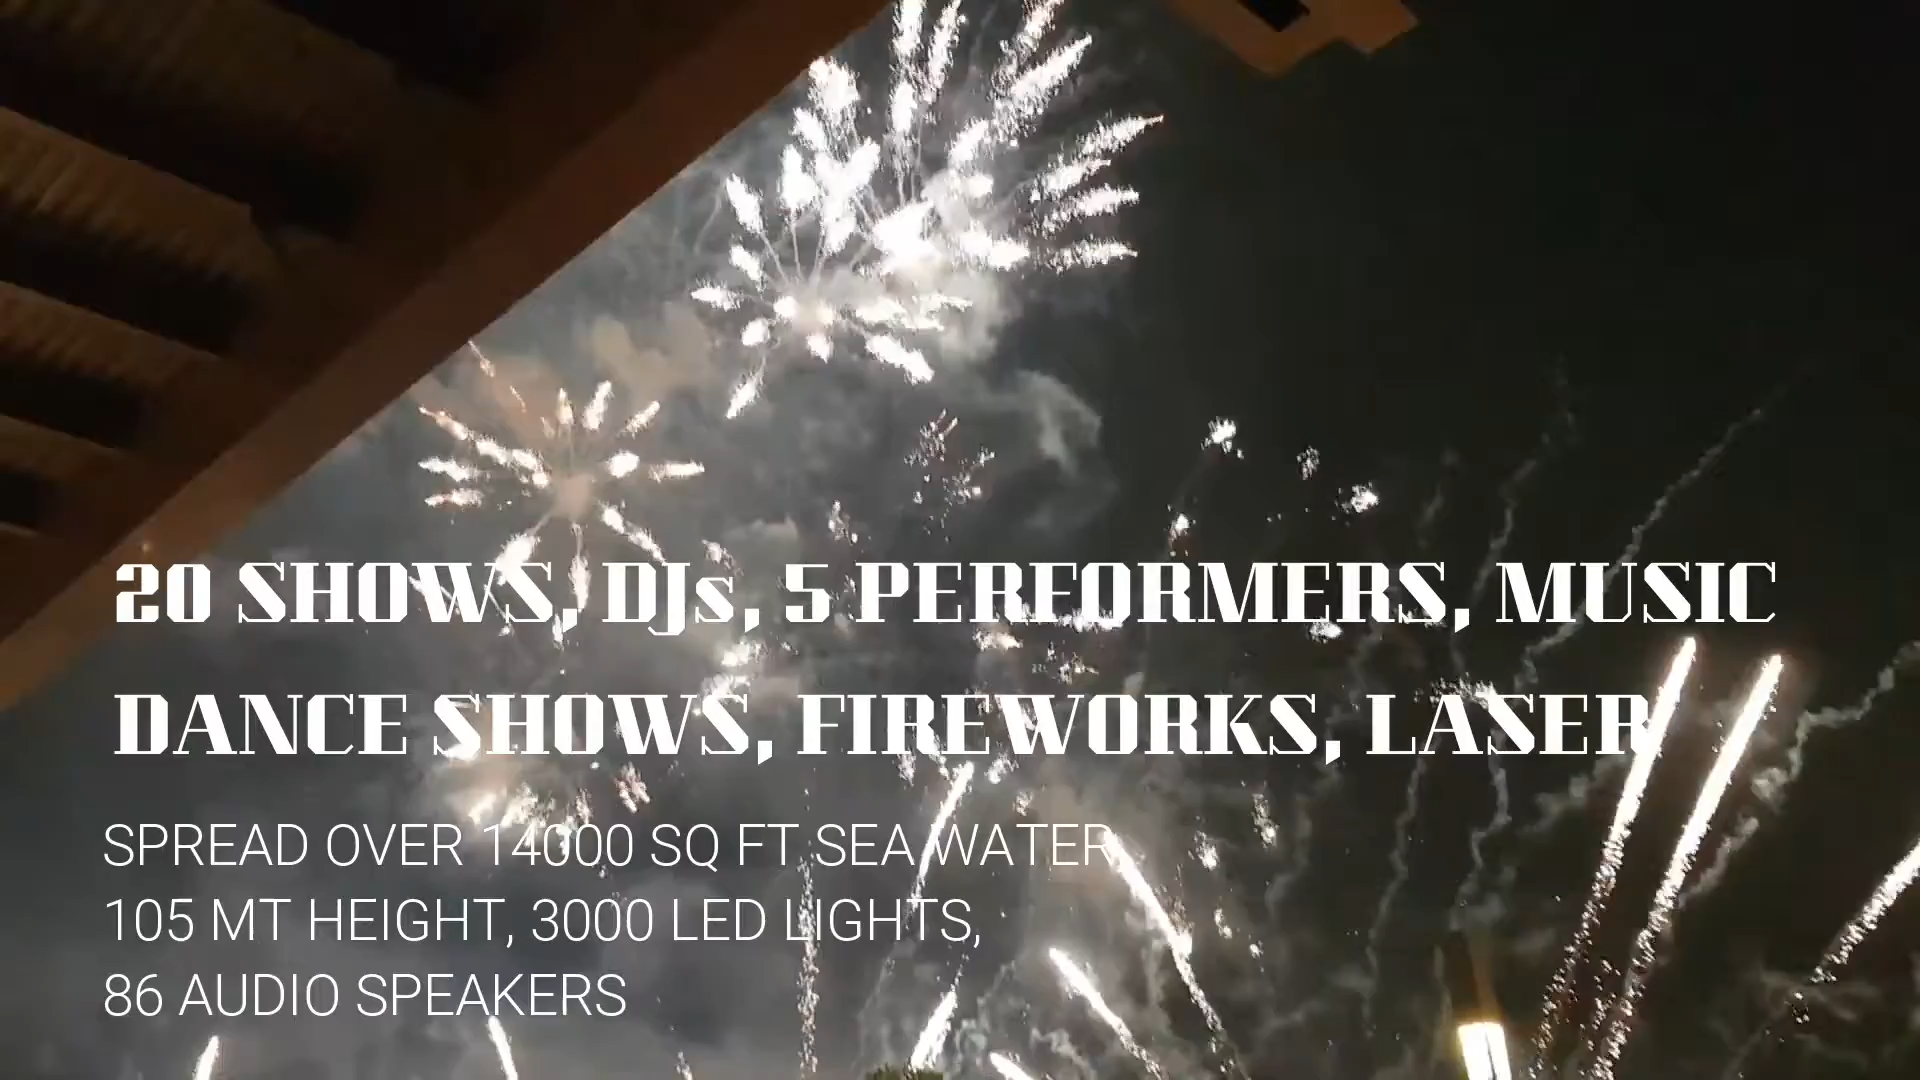 20 SHOWS, DJs, 5 PERFORMERS, MUSIC
DANCE SHOWS, FIREWORKS, LASER
SPREAD OVER 14000 SQ FT SEA WATER
105 MT HEIGHT, 3000 LED LIGHTS,
86 AUDIO SPEAKERS